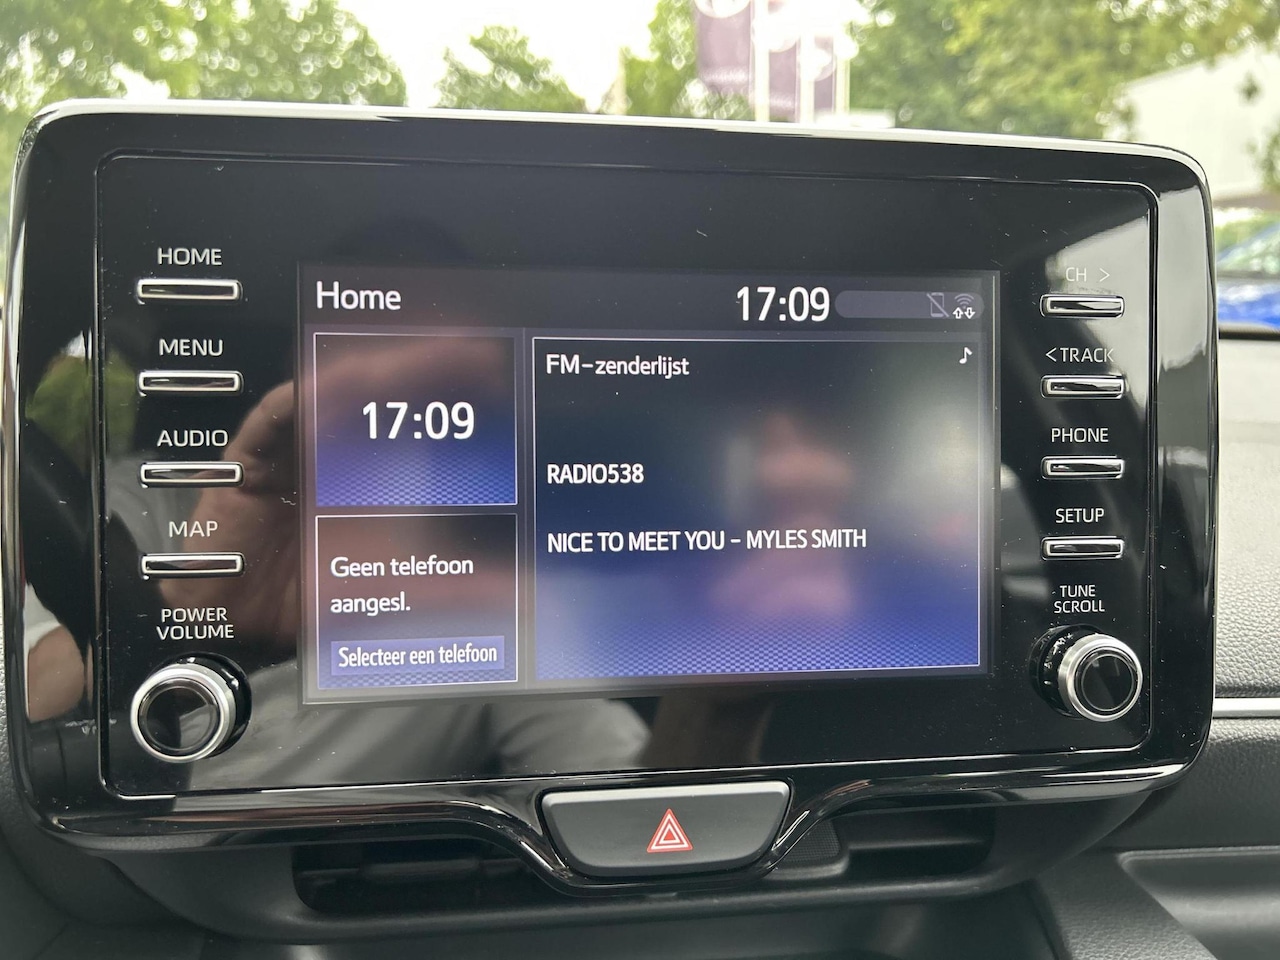 HOME
MENU
AUDIO
MAP
POWER
VOLUME
Home
17:09
17:09
Geen telefoon
aangesl.
Selecteer een telefoon
FM-zenderlijst
RADIO538
NICE TO MEET YOU - MYLES SMITH
CH >
< TRACK
PHONE
SETUP
TUNE
SCROLL